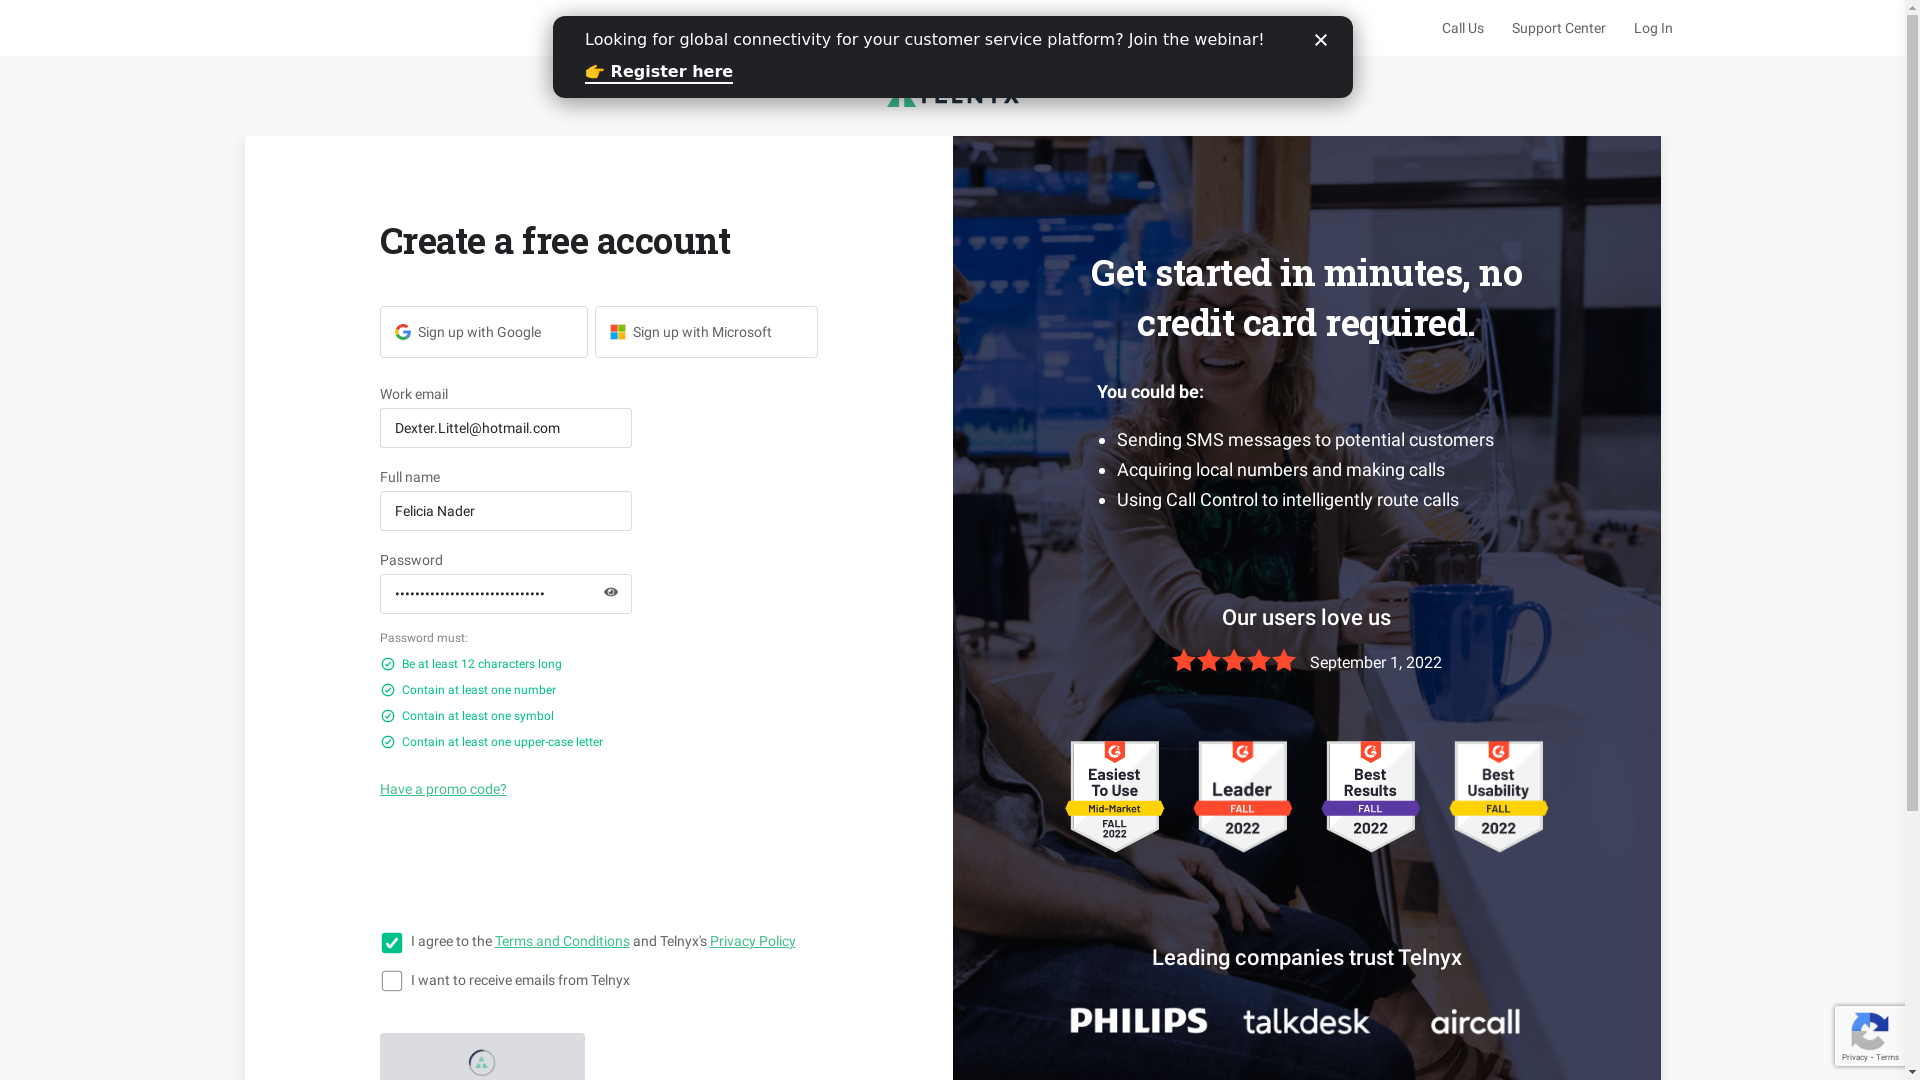 Looking for global connectivity for your customer service platform? Join the webinar!
👉 Register here
Call Us
Support Center
Log In
TELNYX
Create a free account
Sign up with Google
Sign up with Microsoft
Work email
Dexter.Littel@hotmail.com
Full name
Felicia Nader
Password
••••••••••••••••••••••••••••••
Password must:
Be at least 12 characters long
Contain at least one number
Contain at least one symbol
Contain at least one upper-case letter
Have a promo code?
I agree to the Terms and Conditions and Telnyx's Privacy Policy
I want to receive emails from Telnyx
Get started in minutes, no
credit card required.
You could be:
Sending SMS messages to potential customers
Acquiring local numbers and making calls
Using Call Control to intelligently route calls
Our users love us
September 1, 2022
Easiest
To Use
Mid-Market
FALL
2022
Leader
FALL
2022
Best
Results
FALL
2022
Best
Usability
FALL
2022
Leading companies trust Telnyx
PHILIPS
talkdesk
aircall
Privacy - Terms